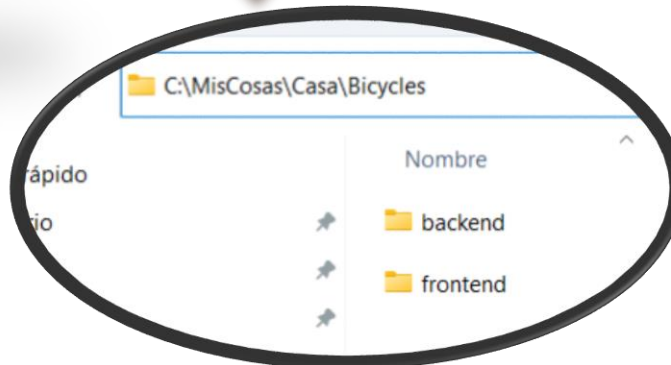 C:\MisCosas\Casa\Bicycles
Nombre
rápido
backend
frontend